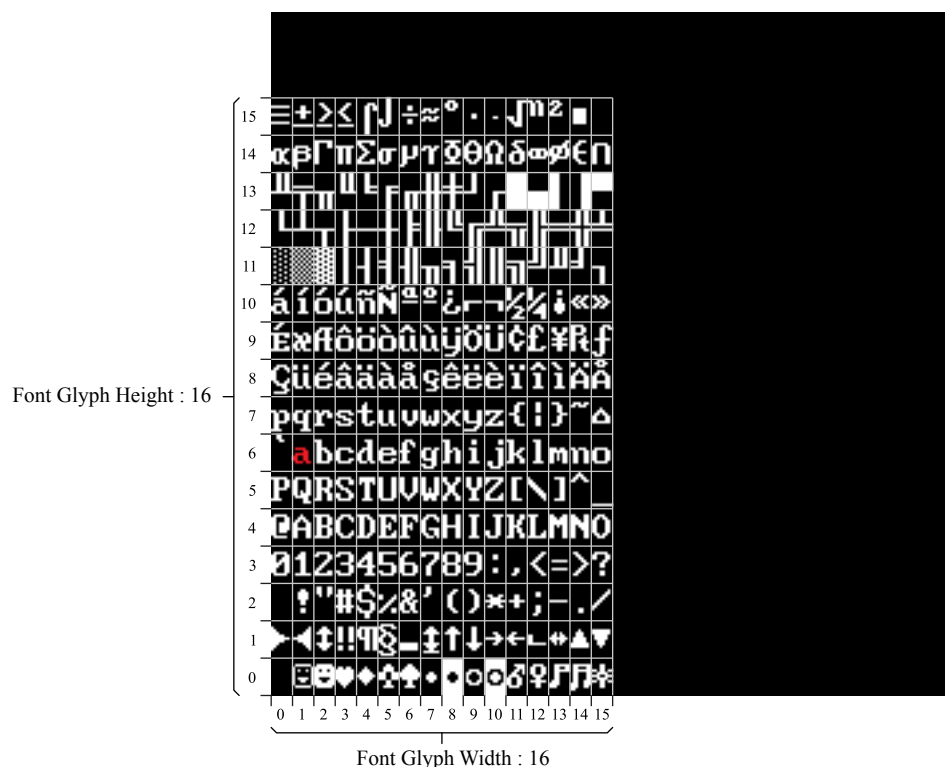 15 ≡±≥≤⌠⌡÷≈°∙·√ⁿ²■
14 αßΓπΣσµτΦΘΩδ∞φε∩
13 ╨╤╥╙╘╒╓╫╪┘┌█▄▌▐▀
12 └┴┬├─┼╞╟╚╔╩╦╠═╬╧
11 ░▒▓│┤╡╢╖╕╣║╗╝╜╛┐
10 áíóúñÑªº¿⌐¬½¼¡«»
9 ÉæÆôöòûùÿÖÜ¢£¥₧ƒ
8 ÇüéâäàåçêëèïîìÄÅ
Font Glyph Height : 16
7 pqrstuvwxyz{¦}~⌂
6 `abcdefghijklmno
5 PQRSTUVWXYZ[\]^_
4 @ABCDEFGHIJKLMNO
3 0123456789:;<=>?
2 !"#$%&'()*+,-./
1 ►◄↕‼¶§▬↨↑↓→←∟↔▲▼
0 ☺☻♥♦♣♠•◘○◙♂♀♪♫☼
0 1 2 3 4 5 6 7 8 9 10 11 12 13 14 15
Font Glyph Width : 16